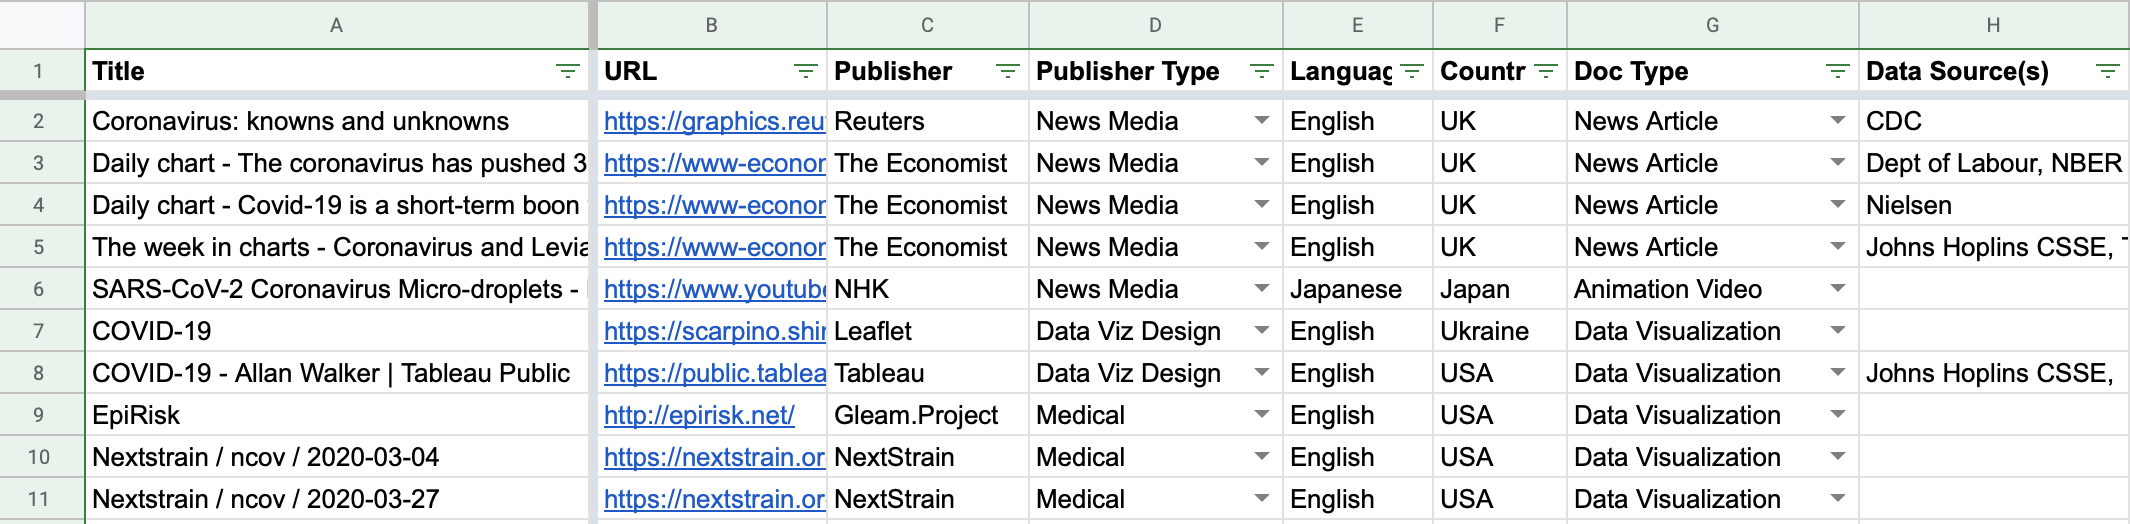 A B C D E F G H
1 Title URL Publisher Publisher Type Languag Countr Doc Type Data Source(s)
2 Coronavirus: knowns and unknowns https://graphics.reu Reuters News Media English UK News Article CDC
3 Daily chart - The coronavirus has pushed 3 https://www-econor The Economist News Media English UK News Article Dept of Labour, NBER
4 Daily chart - Covid-19 is a short-term boon https://www-econor The Economist News Media English UK News Article Nielsen
5 The week in charts - Coronavirus and Levia https://www-econor The Economist News Media English UK News Article Johns Hoplins CSSE,
6 SARS-CoV-2 Coronavirus Micro-droplets - https://www.youtube NHK News Media Japanese Japan Animation Video
7 COVID-19 https://scarpino.shin Leaflet Data Viz Design English Ukraine Data Visualization
8 COVID-19 - Allan Walker | Tableau Public https://public.tablea Tableau Data Viz Design English USA Data Visualization Johns Hoplins CSSE,
9 EpiRisk http://epirisk.net/ Gleam.Project Medical English USA Data Visualization
10 Nextstrain / ncov / 2020-03-04 https://nextstrain.or NextStrain Medical English USA Data Visualization
11 Nextstrain / ncov / 2020-03-27 https://nextstrain.or NextStrain Medical English USA Data Visualization